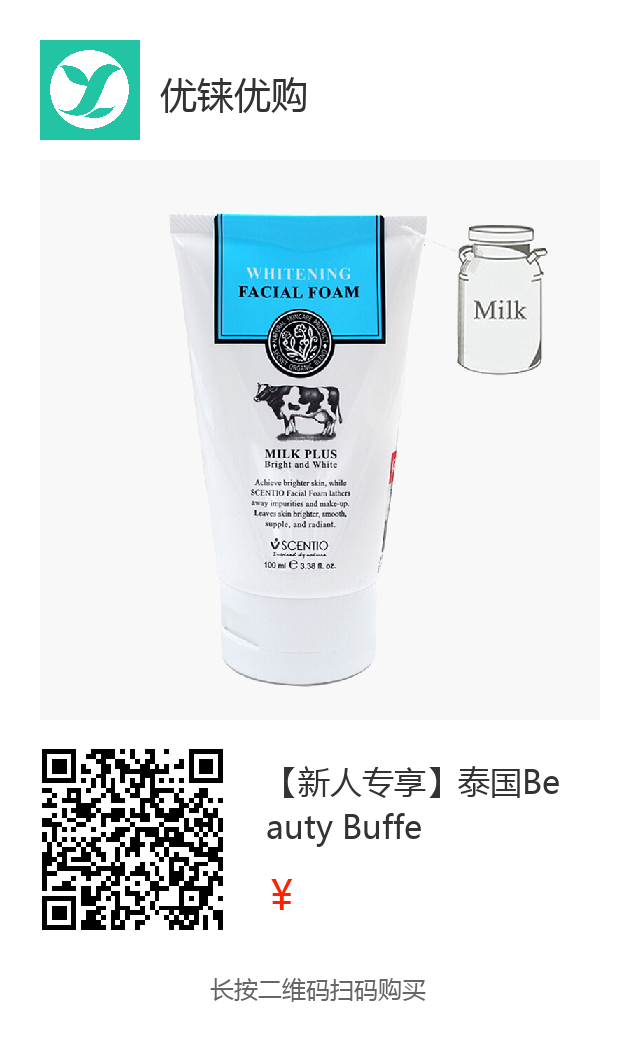 优铼优购
WHITENING
FACIAL FOAM
NATURAL SKINCARE PRODUCT
Milk
MILK PLUS
Bright and White
Achieve brighter skin, while
SCENTIO Facial Foam lathers
away impurities and make-up.
Leaves skin brighter, smooth,
supple, and radiant.
SCENTIO
100 ml e 3.38 fl. oz.
【新人专享】泰国Be
auty Buffe
¥
长按二维码扫码购买